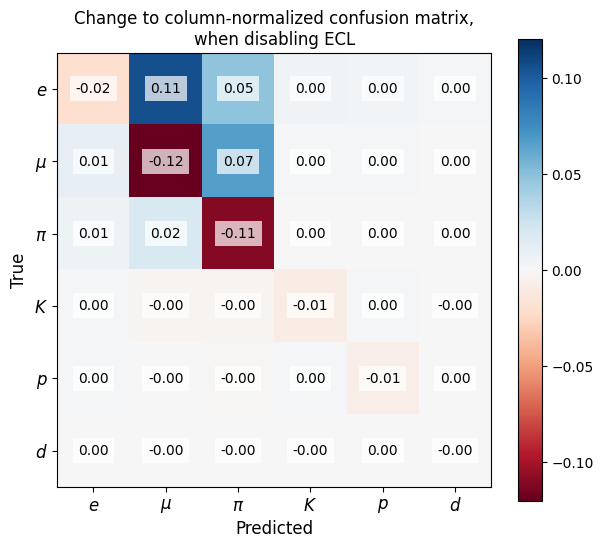 Change to column-normalized confusion matrix,
when disabling ECL
e -0.02 0.11 0.05 0.00 0.00 0.00
μ 0.01 -0.12 0.07 0.00 0.00 0.00
π 0.01 0.02 -0.11 0.00 0.00 0.00
K 0.00 -0.00 -0.00 -0.01 0.00 -0.00
p 0.00 -0.00 -0.00 0.00 -0.01 0.00
d 0.00 -0.00 -0.00 -0.00 0.00 -0.00
e μ π K p d
Predicted
True
0.10
0.05
0.00
−0.05
−0.10